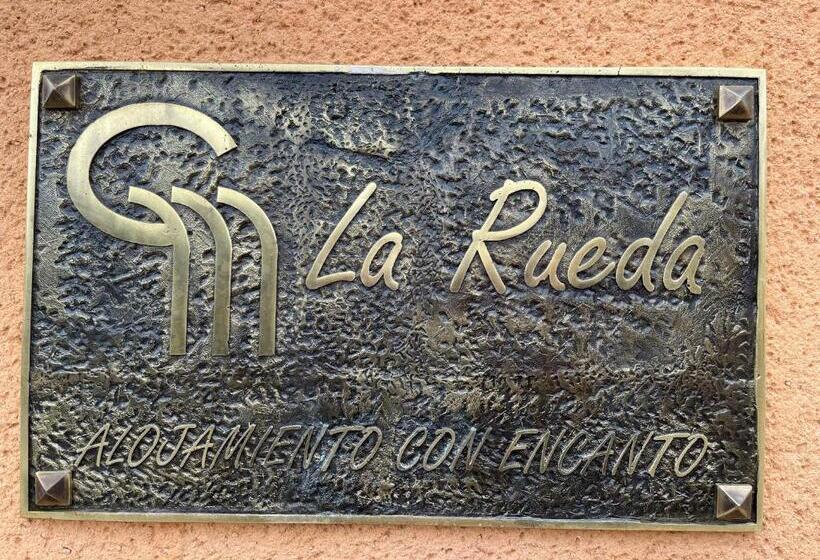 La Rueda
ALOJAMIENTO CON ENCANTO